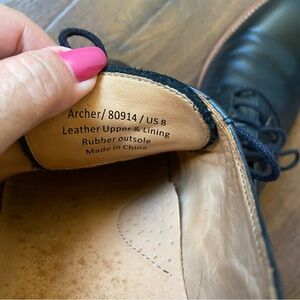 Archer/ 80914 / US 8
Leather Upper & Lining
Rubber outsole
Made in China